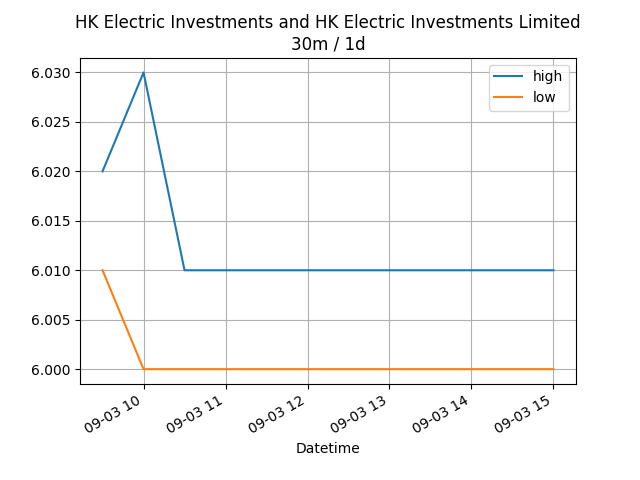 HK Electric Investments and HK Electric Investments Limited
30m / 1d
high
low
6.030
6.025
6.020
6.015
6.010
6.005
6.000
09-03 10
09-03 11
09-03 12
09-03 13
09-03 14
09-03 15
Datetime